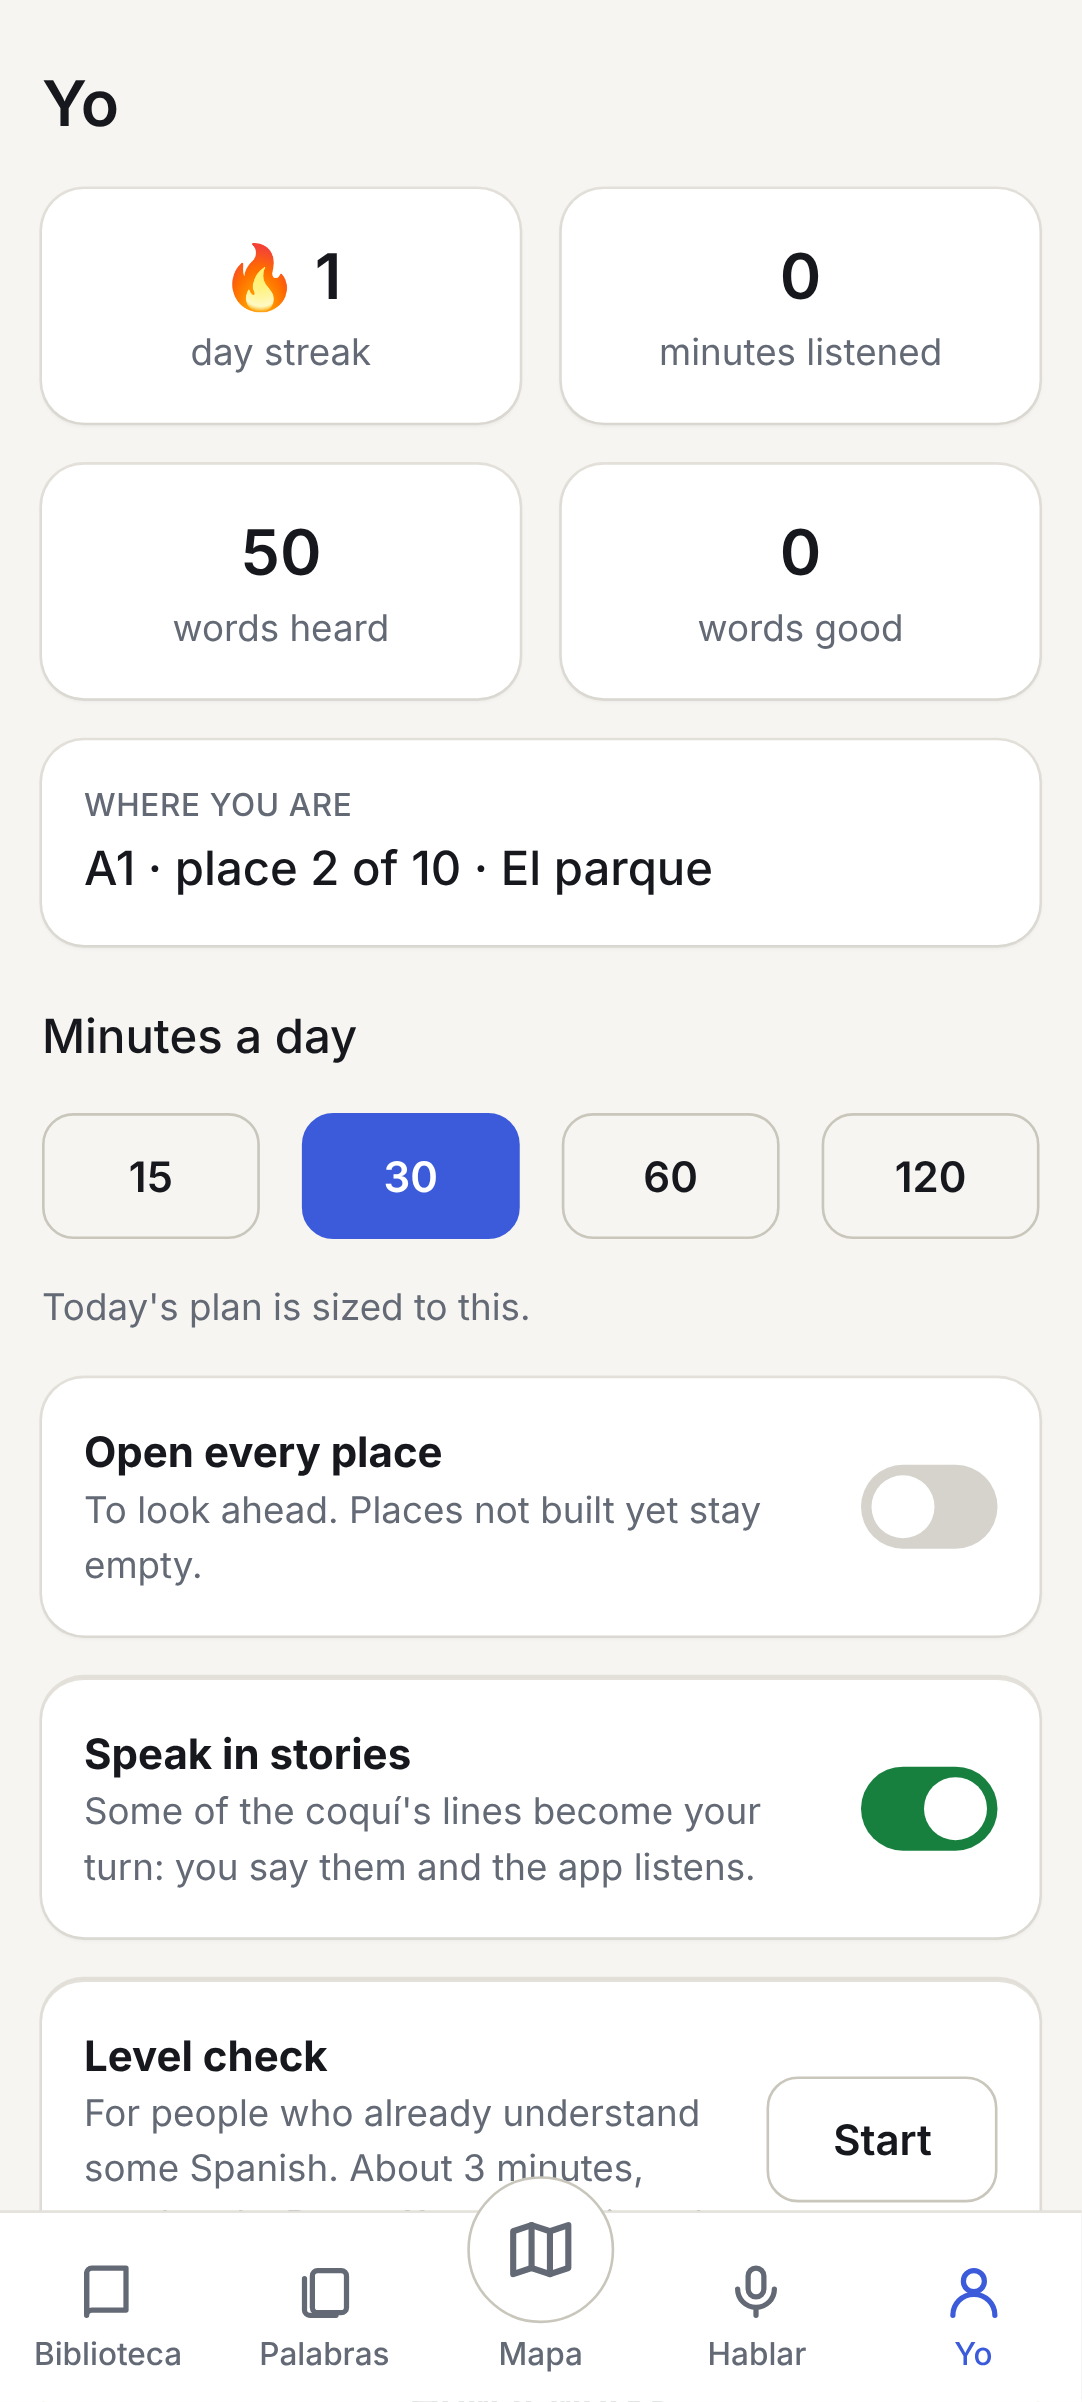 Yo
🔥 1
day streak
0
minutes listened
50
words heard
0
words good
WHERE YOU ARE
A1 · place 2 of 10 · El parque
Minutes a day
15
30
60
120
Today's plan is sized to this.
Open every place
To look ahead. Places not built yet stay
empty.
Speak in stories
Some of the coquí's lines become your
turn: you say them and the app listens.
Level check
For people who already understand
some Spanish. About 3 minutes,
Start
Biblioteca
Palabras
Mapa
Hablar
Yo